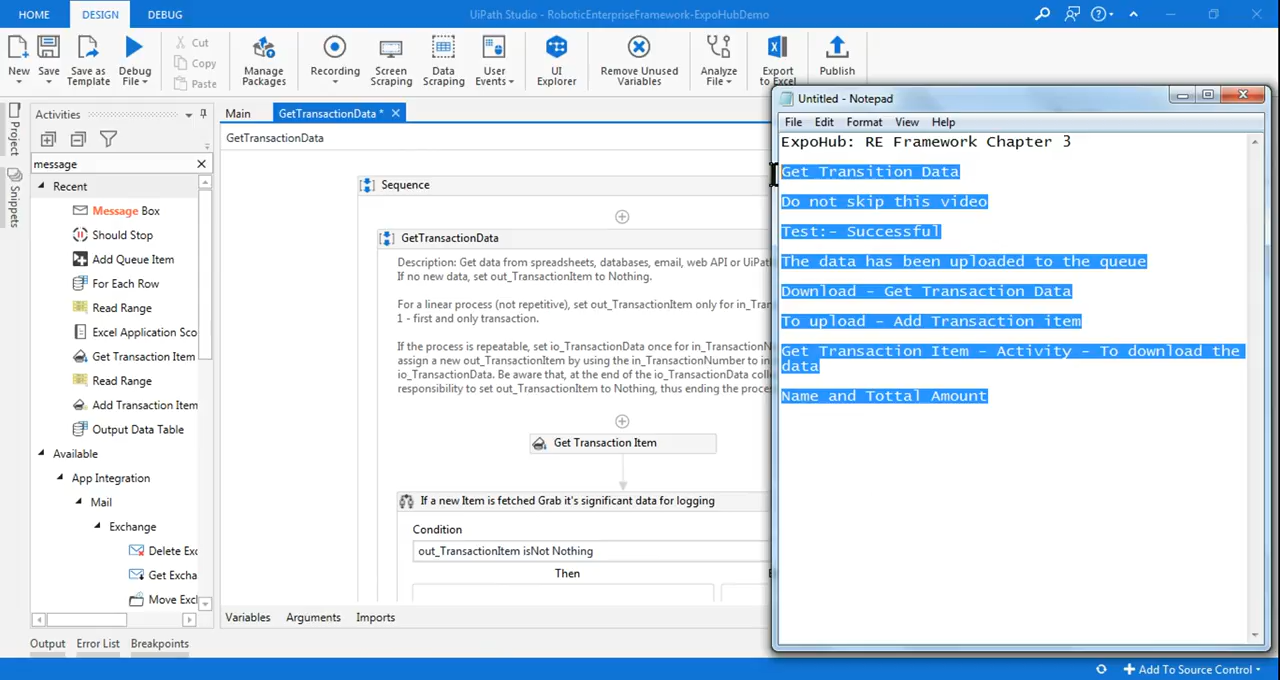 HOME DESIGN DEBUG UiPath Studio - RoboticEnterpriseFramework-ExpoHubDemo
New Save Save as Template Debug File Cut Copy Paste Manage Packages Recording Screen Scraping Data Scraping User Events UI Explorer Remove Unused Variables Analyze File Export to Excel Publish
Project
Snippets
Activities
message
Recent
Message Box
Should Stop
Add Queue Item
For Each Row
Read Range
Excel Application Sco
Get Transaction Item
Read Range
Add Transaction Item
Output Data Table
Available
App Integration
Mail
Exchange
Delete Exc
Get Excha
Move Excl
Main GetTransactionData *
GetTransactionData
Sequence
GetTransactionData
Description: Get data from spreadsheets, databases, email, web API or UiPath
If no new data, set out_TransactionItem to Nothing.
For a linear process (not repetitive), set out_TransactionItem only for in_Trans
1 - first and only transaction.
If the process is repeatable, set io_TransactionData once for in_TransactionN
assign a new out_TransactionItem by using the in_TransactionNumber to in
io_TransactionData. Be aware that, at the end of the io_TransactionData coll
responsibility to set out_TransactionItem to Nothing, thus ending the proce
Get Transaction Item
If a new Item is fetched Grab it's significant data for logging
Condition
out_TransactionItem isNot Nothing
Then
Variables Arguments Imports
Output Error List Breakpoints
Add To Source Control
Untitled - Notepad
File Edit Format View Help
ExpoHub: RE Framework Chapter 3
Get Transition Data
Do not skip this video
Test:- Successful
The data has been uploaded to the queue
Download - Get Transaction Data
To upload - Add Transaction item
Get Transaction Item - Activity - To download the
data
Name and Tottal Amount